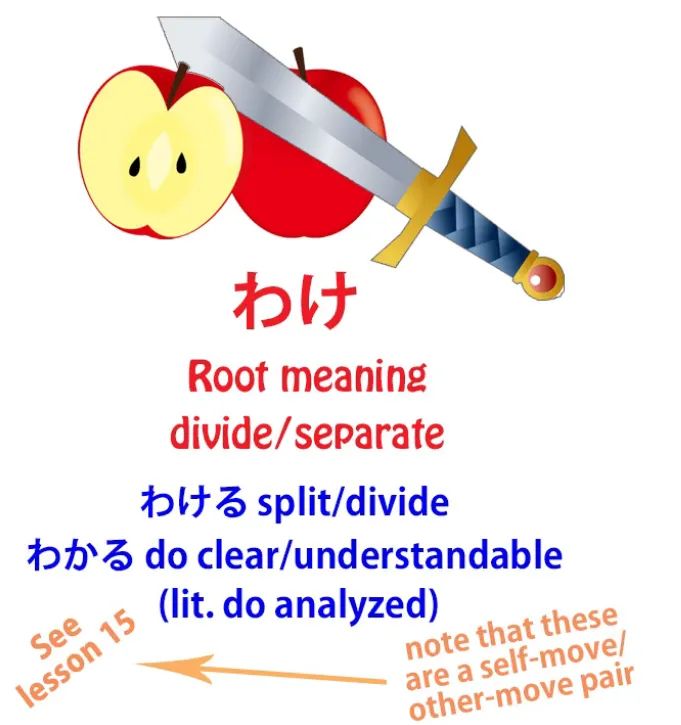 わけ
Root meaning
divide/separate
わける split/divide
わかる do clear/understandable
(lit. do analyzed)
See
lesson 15
note that these
are a self-move/
other-move pair